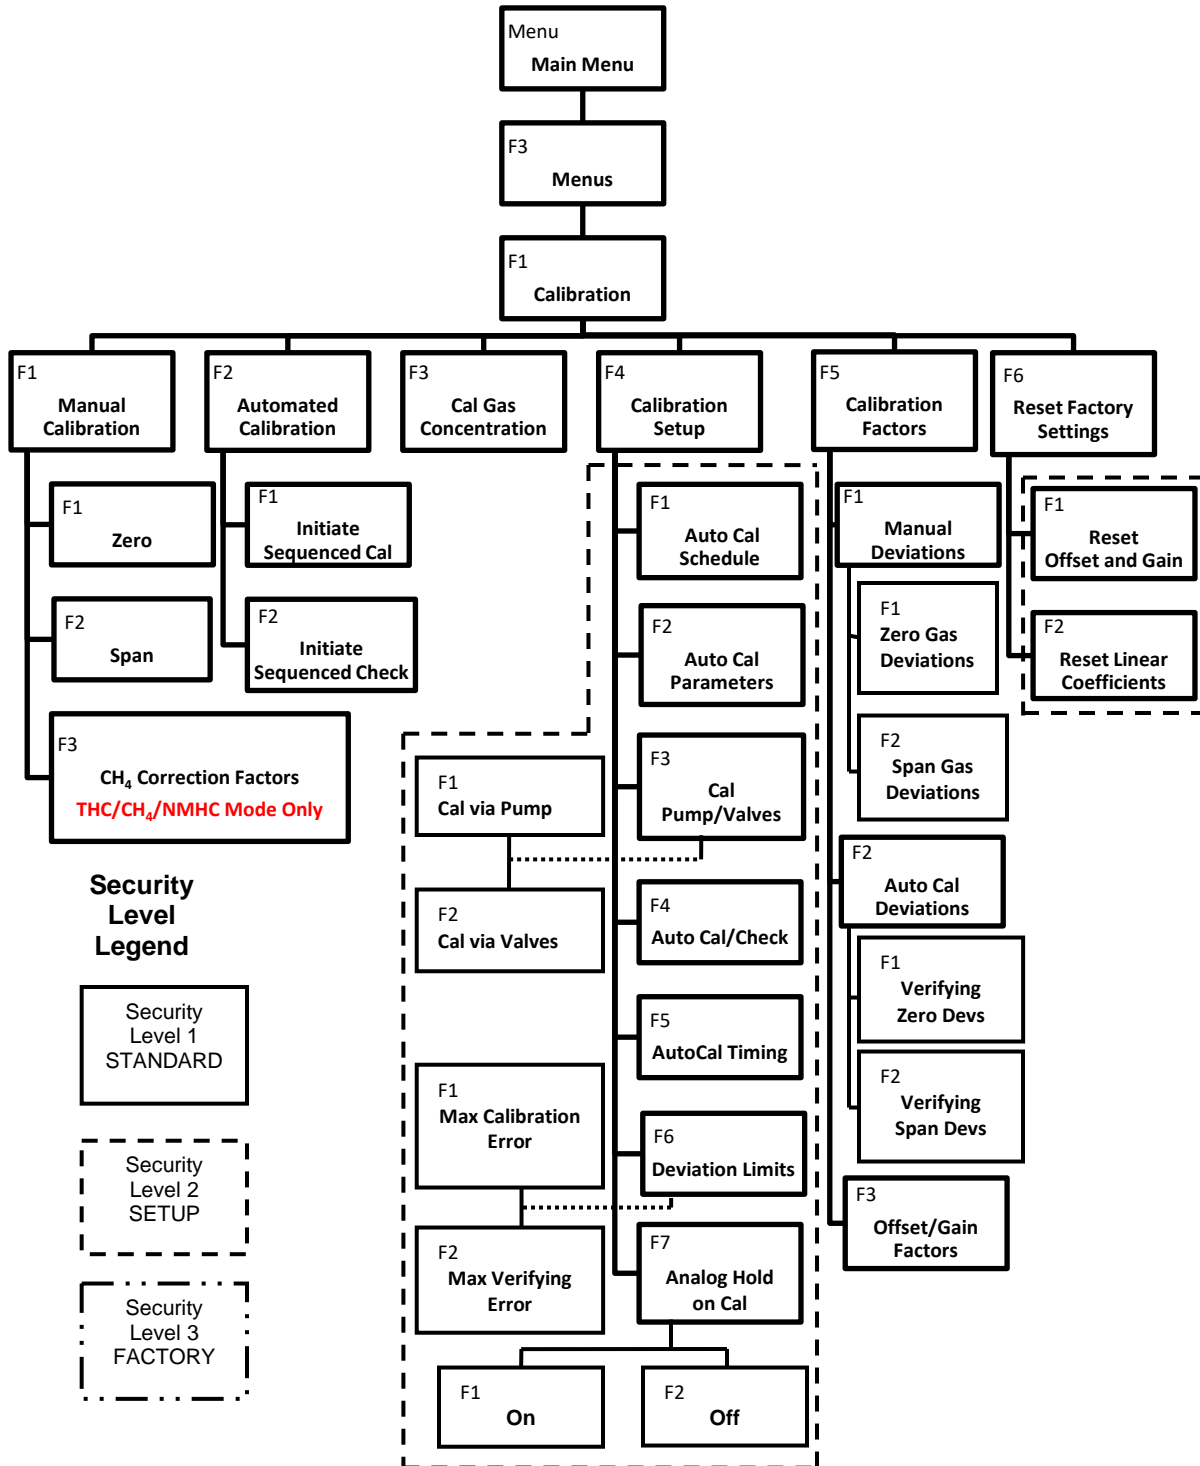 Menu
Main Menu
F3
Menus
F1
Calibration
F1
Manual
Calibration
F2
Automated
Calibration
F3
Cal Gas
Concentration
F4
Calibration
Setup
F5
Calibration
Factors
F6
Reset Factory
Settings
F1
Zero
F2
Span
F3
CH₄ Correction Factors
THC/CH₄/NMHC Mode Only
F1
Initiate
Sequenced Cal
F2
Initiate
Sequenced Check
F1
Auto Cal
Schedule
F2
Auto Cal
Parameters
F3
Cal
Pump/Valves
F1
Cal via Pump
F2
Cal via Valves
F4
Auto Cal/Check
F5
AutoCal Timing
F6
Deviation Limits
F1
Max Calibration
Error
F2
Max Verifying
Error
F7
Analog Hold
on Cal
F1
On
F2
Off
F1
Manual
Deviations
F1
Zero Gas
Deviations
F2
Span Gas
Deviations
F2
Auto Cal
Deviations
F1
Verifying
Zero Devs
F2
Verifying
Span Devs
F3
Offset/Gain
Factors
F1
Reset
Offset and Gain
F2
Reset Linear
Coefficients
Security
Level
Legend
Security
Level 1
STANDARD
Security
Level 2
SETUP
Security
Level 3
FACTORY